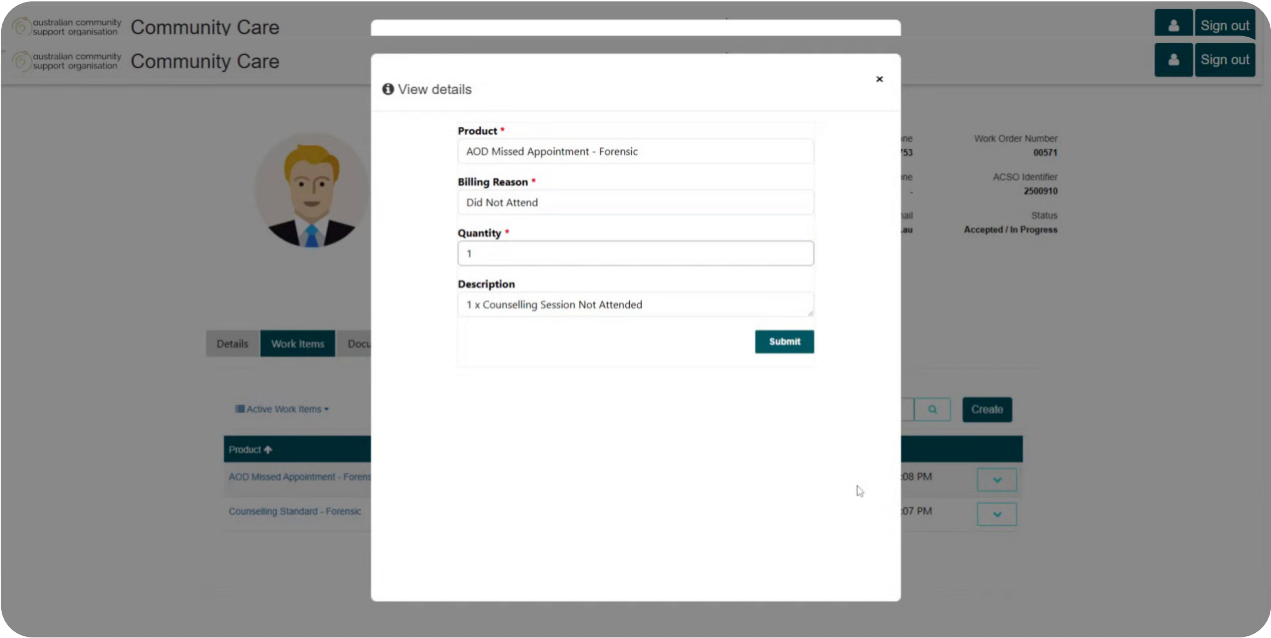 australian community
support organisation
Community Care
Sign out
australian community
support organisation
Community Care
Sign out
View details
×
Product *
AOD Missed Appointment - Forensic
Billing Reason *
Did Not Attend
Quantity *
1
Description
1 x Counselling Session Not Attended
Submit
Work Order Number
753
00571
ACSO Identifier
-
2500910
Status
.au
Accepted / In Progress
Details
Work Items
Active Work Items
Create
Product
AOD Missed Appointment - Forens
:08 PM
Counselling Standard - Forensic
:07 PM